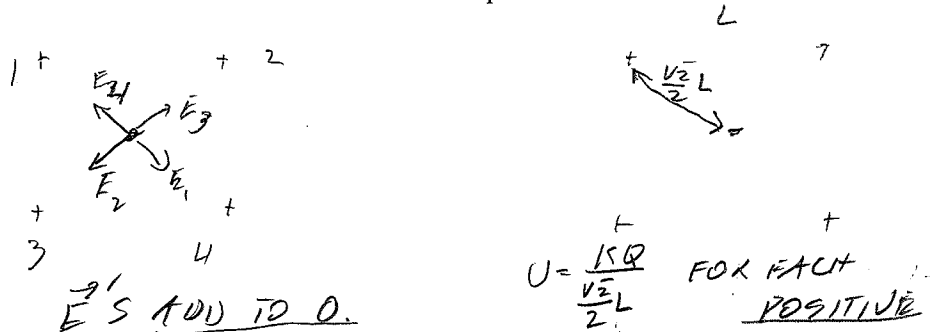 L
1 + + 2
E4 E3
E2 E1
+ +
3 4
E'S ADD TO 0.
+ ?
√2/2 L
-
+ +
U = KQ / (√2/2 L) FOR EACH
POSITIVE